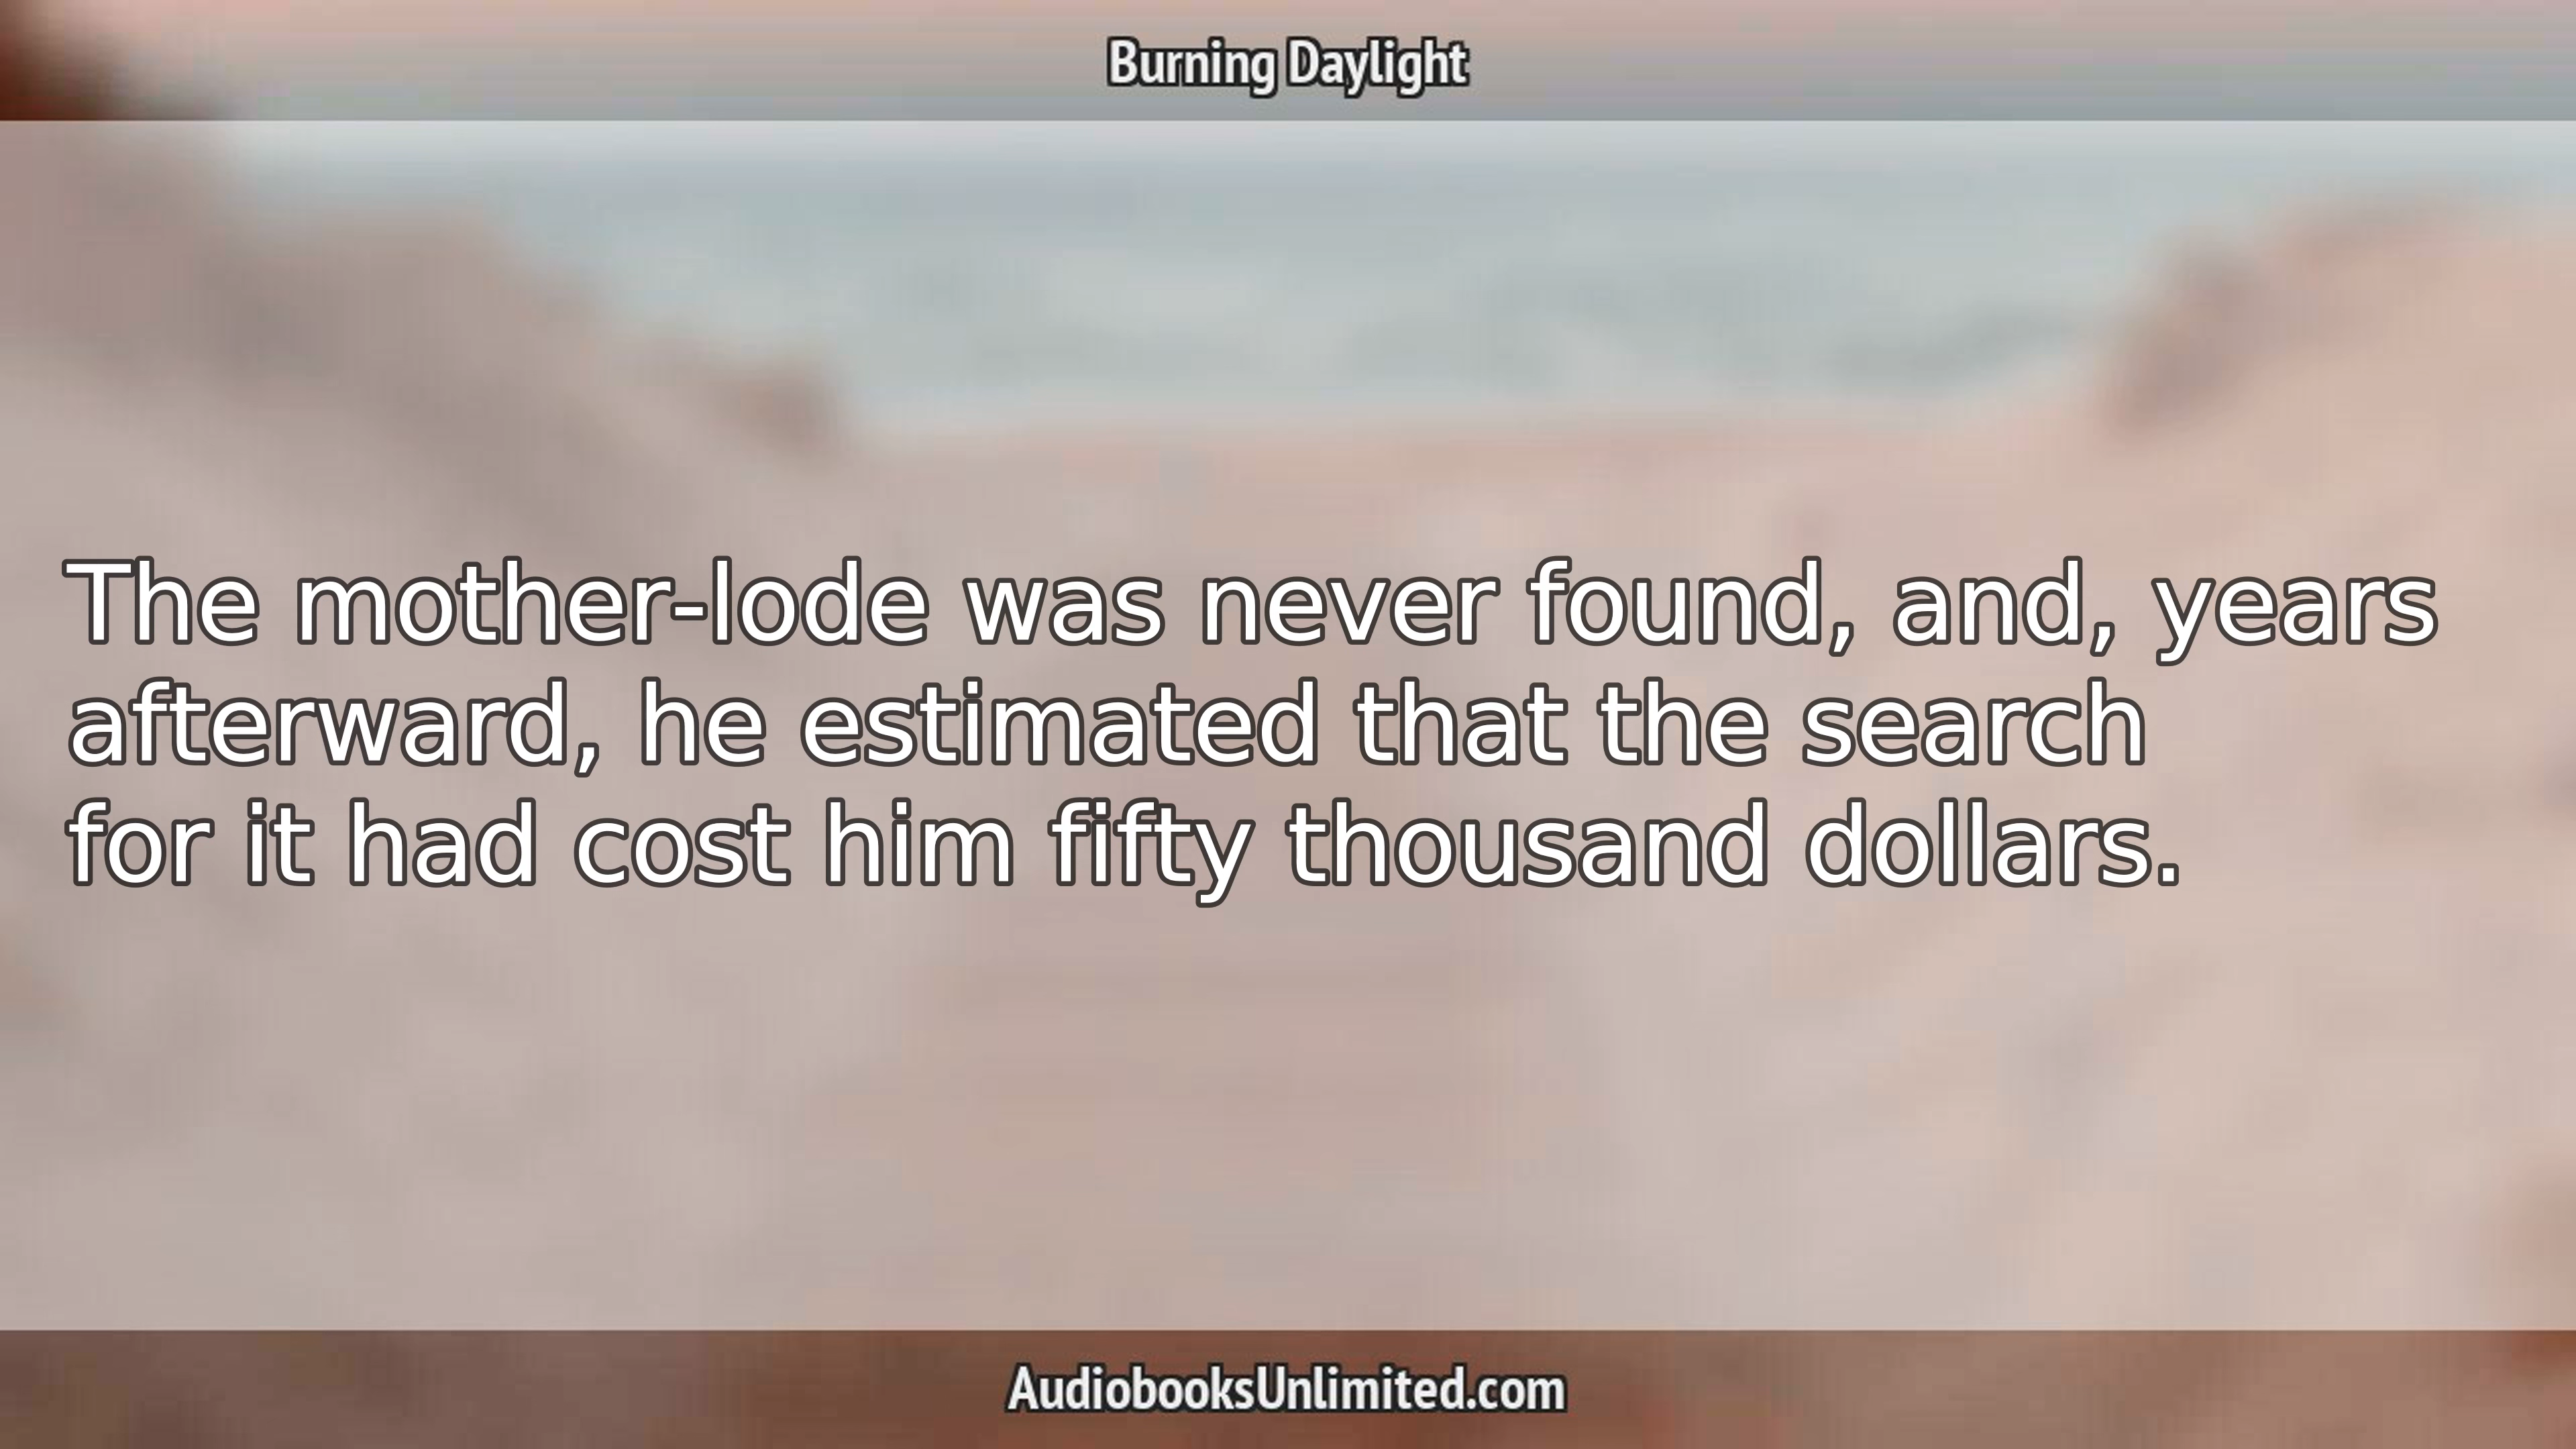 Burning Daylight
The mother-lode was never found, and, years
afterward, he estimated that the search
for it had cost him fifty thousand dollars.
AudiobooksUnlimited.com